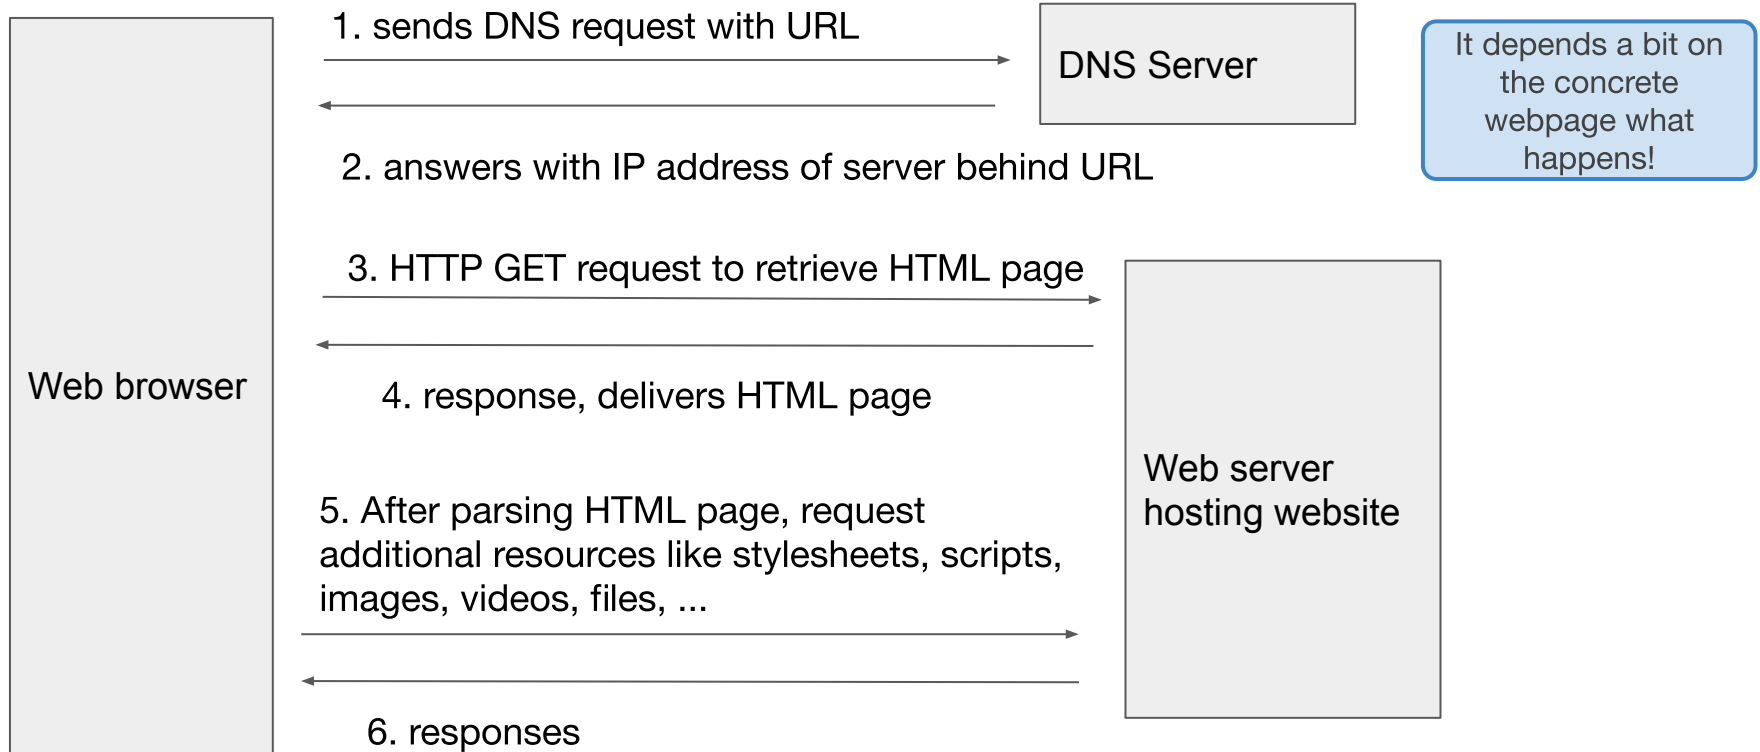 1. sends DNS request with URL
DNS Server
It depends a bit on
the concrete
webpage what
happens!
2. answers with IP address of server behind URL
3. HTTP GET request to retrieve HTML page
Web browser
4. response, delivers HTML page
Web server
hosting website
5. After parsing HTML page, request
additional resources like stylesheets, scripts,
images, videos, files, ...
6. responses